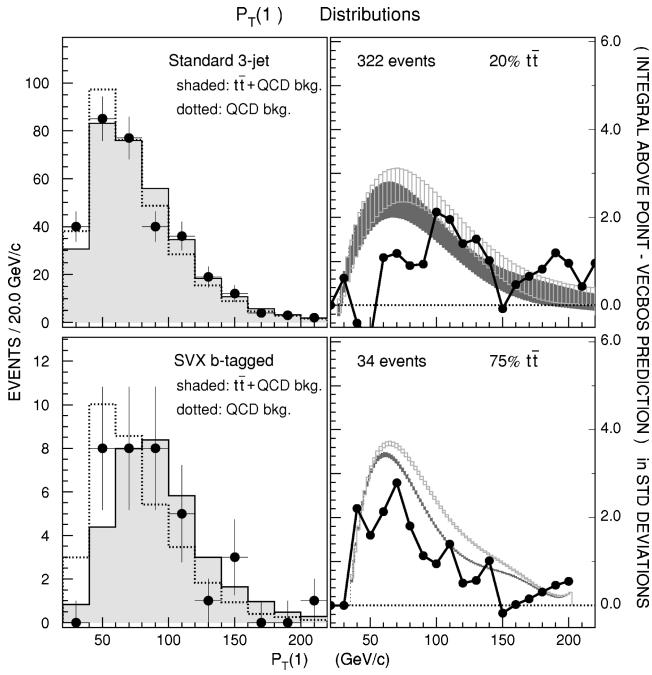 P_T(1) Distributions
Standard 3-jet
shaded: tt̄+QCD bkg.
dotted: QCD bkg.
322 events 20% tt̄
100
80
60
40
20
0
6.0
4.0
2.0
0.0
SVX b-tagged
shaded: tt̄+QCD bkg.
dotted: QCD bkg.
34 events 75% tt̄
12
10
8
6
4
2
0
6.0
4.0
2.0
0.0
50 100 150 200
50 100 150 200
P_T(1) (GeV/c)
EVENTS / 20.0 GeV/c
( INTEGRAL ABOVE POINT - VECBOS PREDICTION ) in STD DEVIATIONS